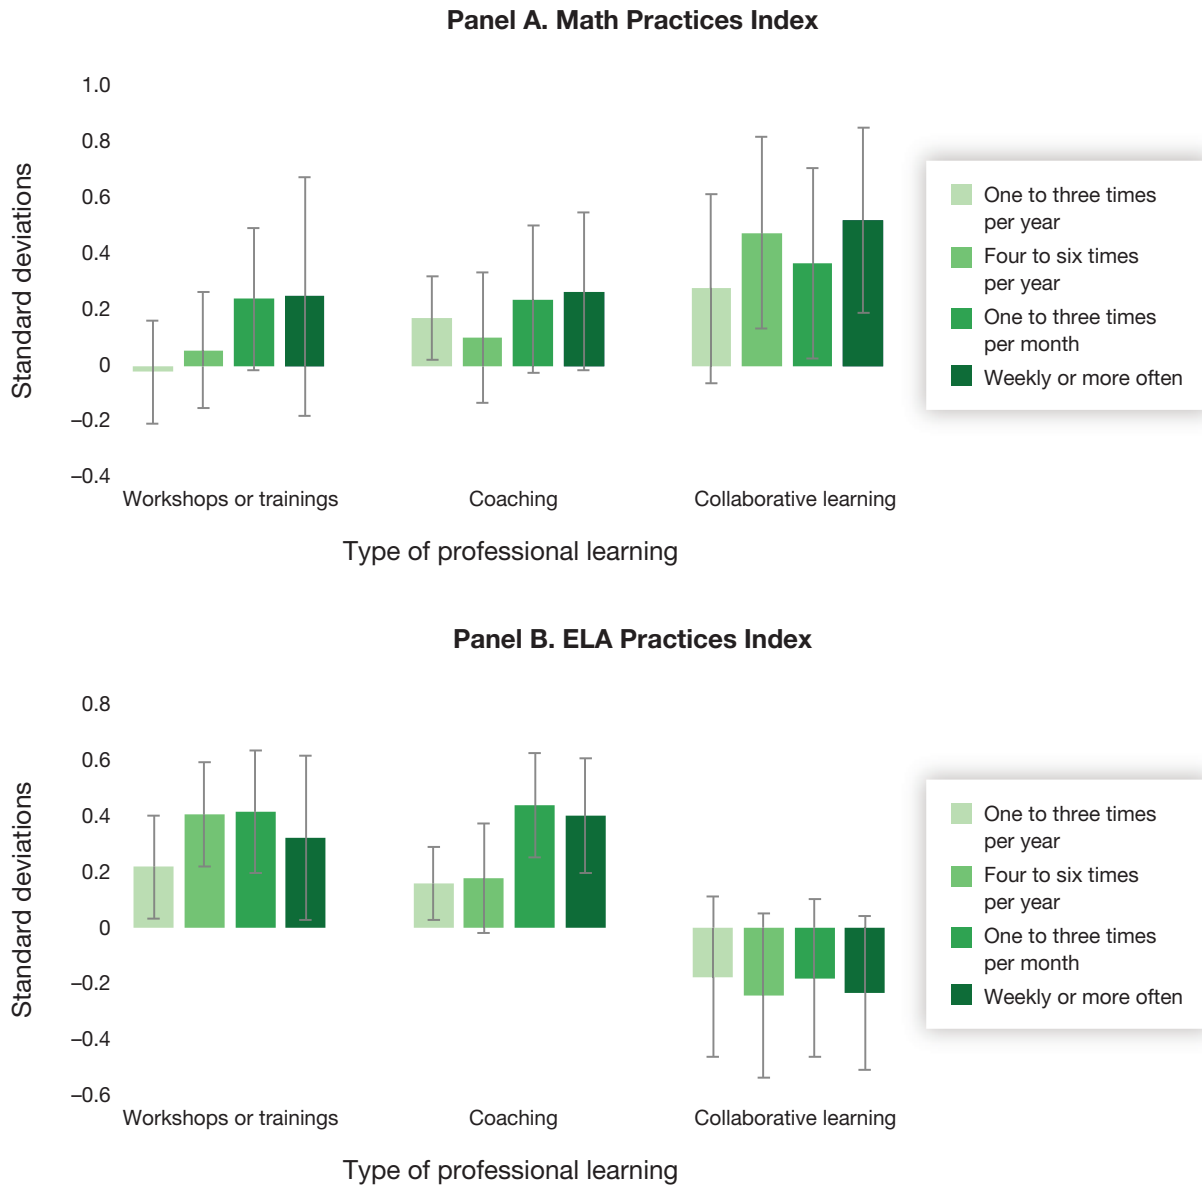 Panel A. Math Practices Index
Standard deviations
1.0
0.8
0.6
0.4
0.2
0
–0.2
–0.4
Workshops or trainings
Coaching
Collaborative learning
Type of professional learning
One to three times
per year
Four to six times
per year
One to three times
per month
Weekly or more often
Panel B. ELA Practices Index
Standard deviations
0.8
0.6
0.4
0.2
0
–0.2
–0.4
–0.6
Workshops or trainings
Coaching
Collaborative learning
Type of professional learning
One to three times
per year
Four to six times
per year
One to three times
per month
Weekly or more often